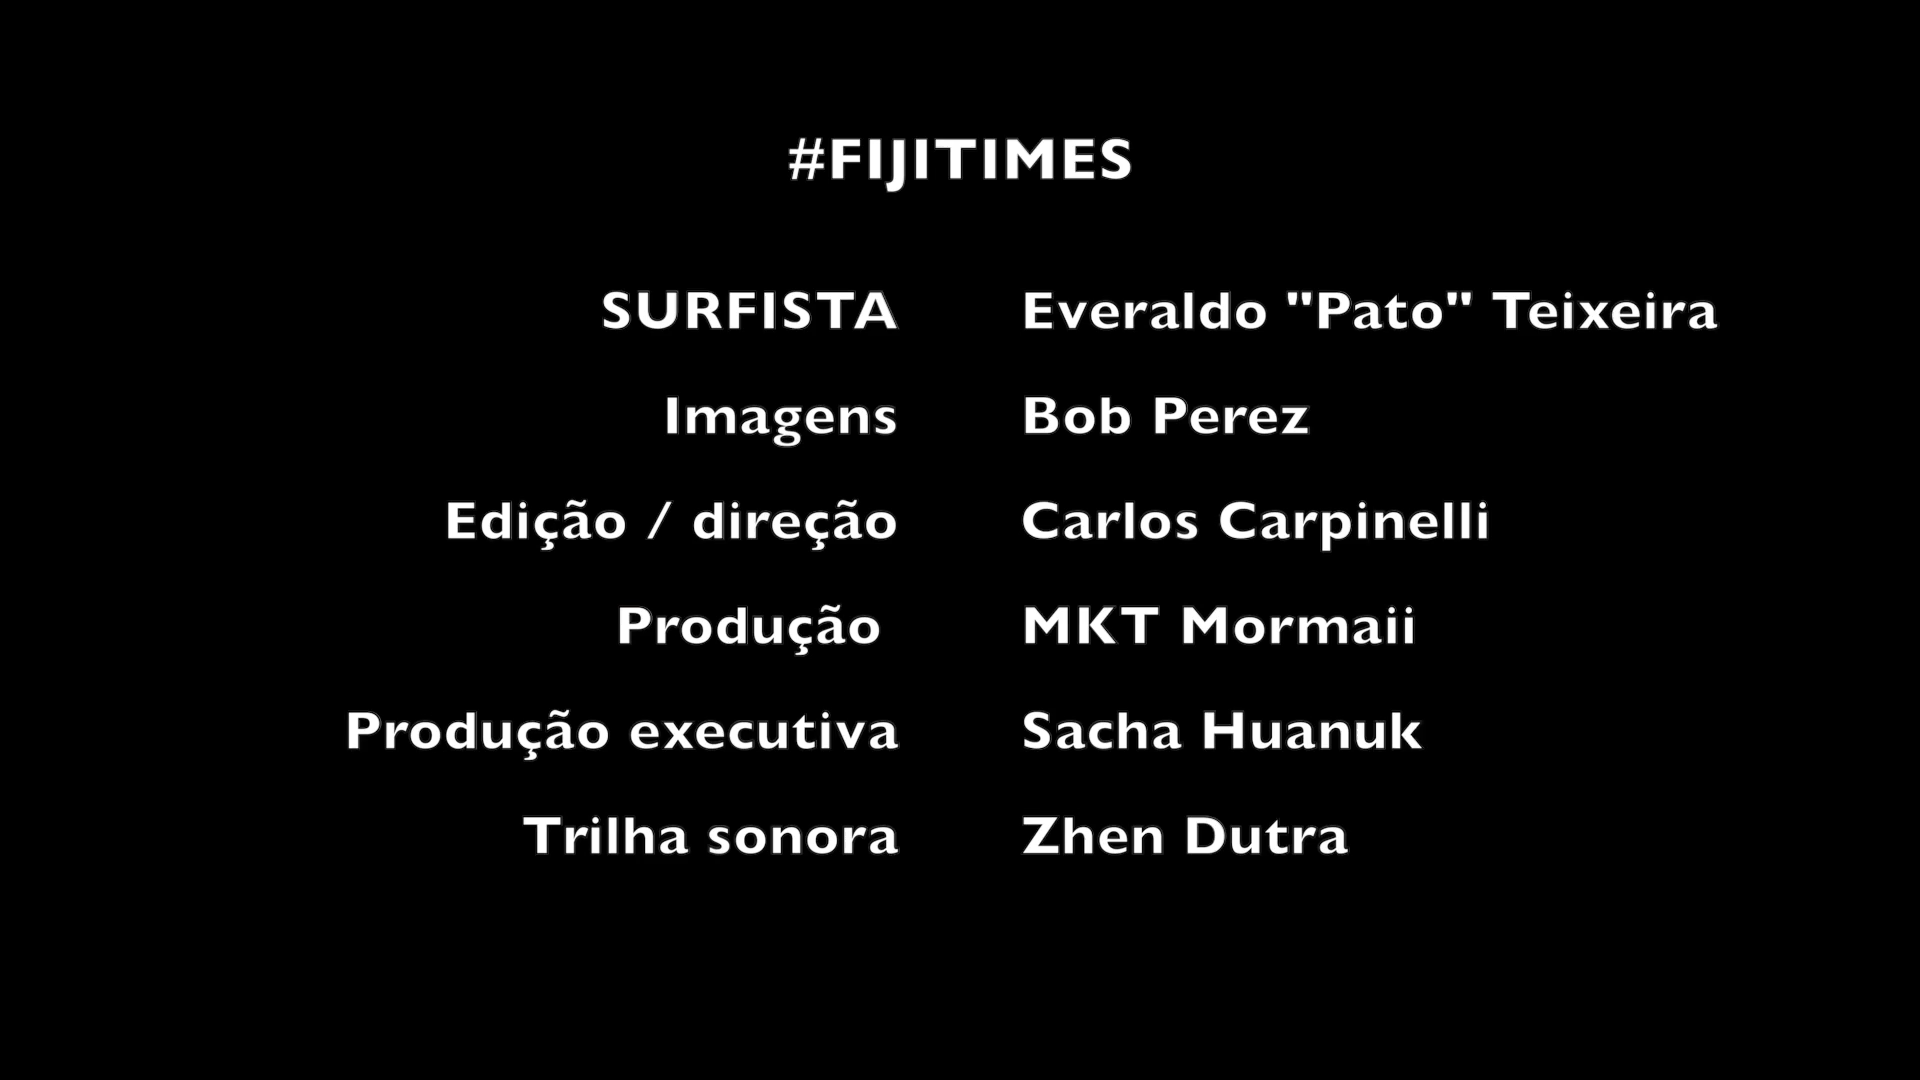 #FIJITIMES
SURFISTA Everaldo "Pato" Teixeira
Imagens Bob Perez
Edição / direção Carlos Carpinelli
Produção MKT Mormaii
Produção executiva Sacha Huanuk
Trilha sonora Zhen Dutra